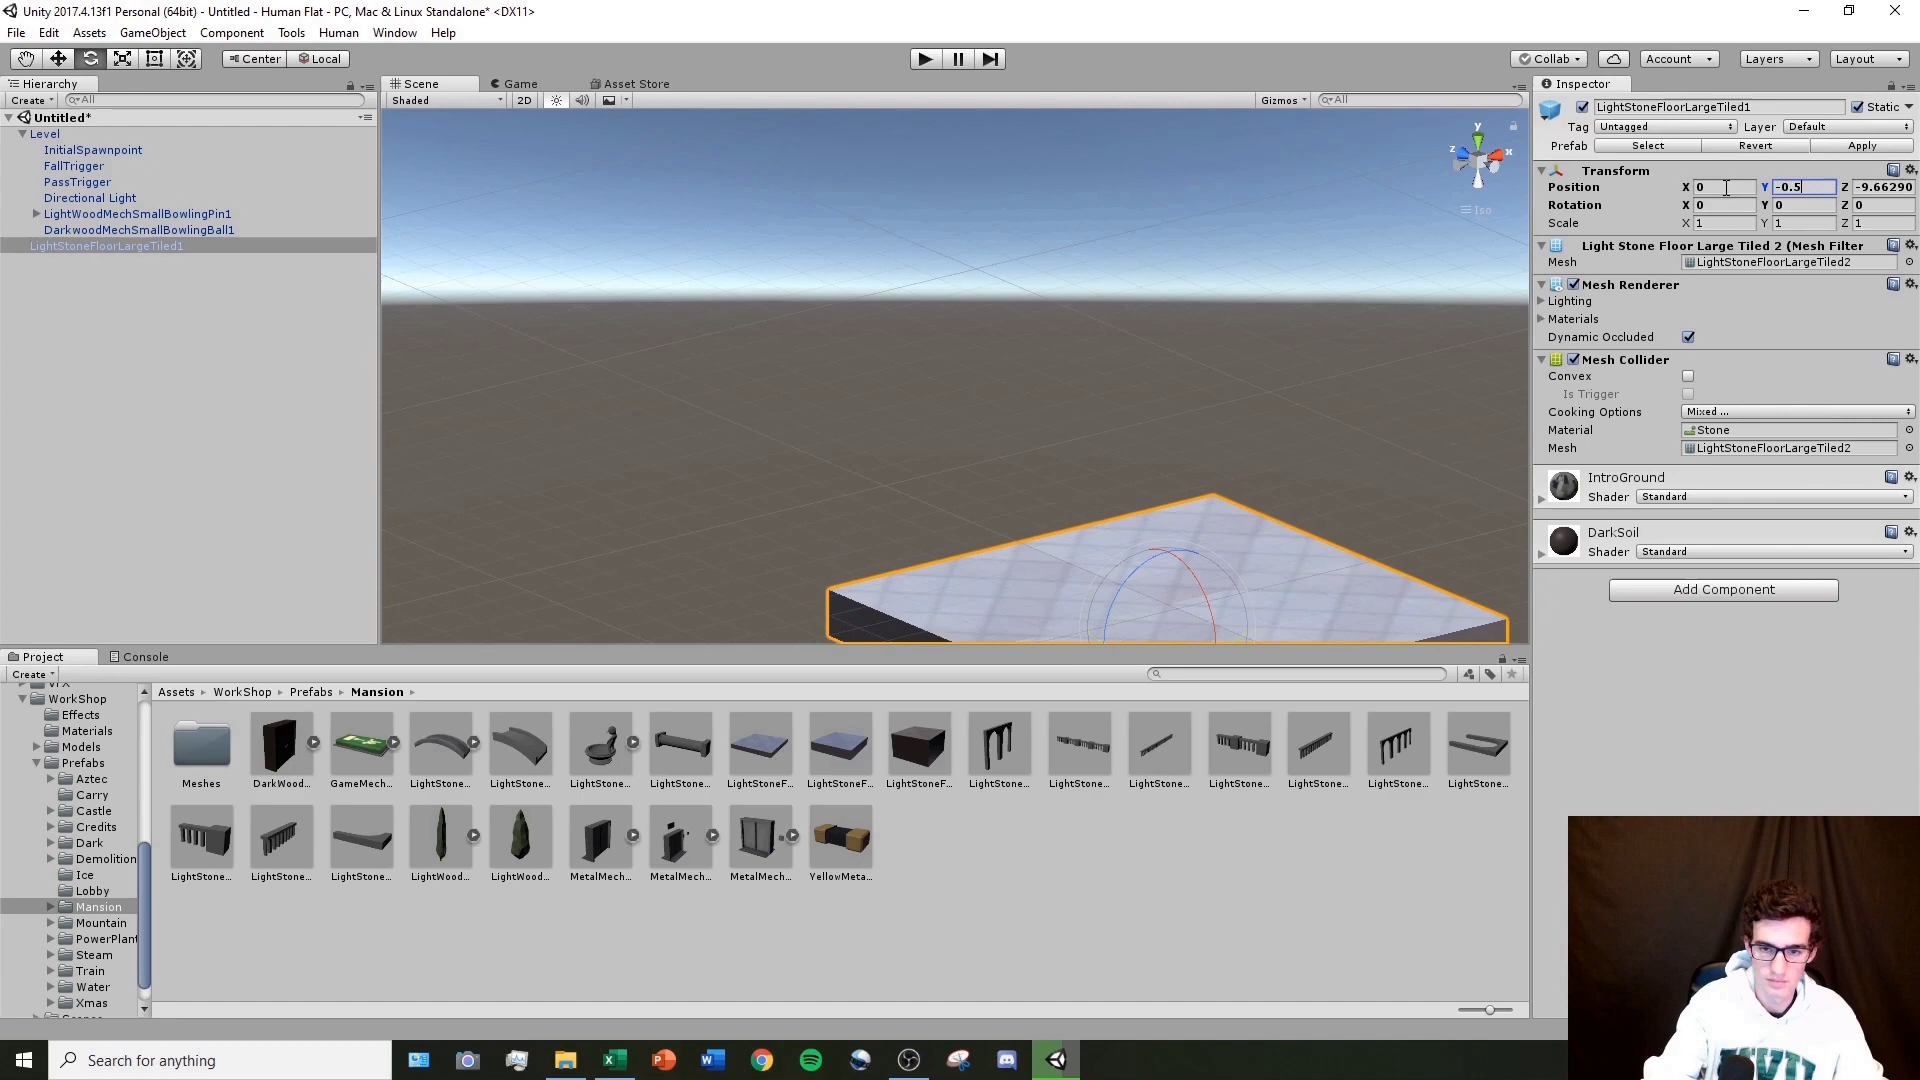 Unity 2017.4.13f1 Personal (64bit) - Untitled - Human Flat - PC, Mac & Linux Standalone* <DX11>
File Edit Assets GameObject Component Tools Human Window Help
Center Local Collab Account Layers Layout
Hierarchy
Create All
Untitled*
Level
InitialSpawnpoint
FallTrigger
PassTrigger
Directional Light
LightWoodMechSmallBowlingPin1
DarkwoodMechSmallBowlingBall1
LightStoneFloorLargeTiled1
Scene Game Asset Store
Shaded 2D Gizmos All
y
z x
Iso
Inspector
LightStoneFloorLargeTiled1 Static
Tag Untagged Layer Default
Prefab Select Revert Apply
Transform
Position X 0 Y -0.5 Z -9.66290
Rotation X 0 Y 0 Z 0
Scale X 1 Y 1 Z 1
Light Stone Floor Large Tiled 2 (Mesh Filter
Mesh LightStoneFloorLargeTiled2
Mesh Renderer
Lighting
Materials
Dynamic Occluded
Mesh Collider
Convex
Is Trigger
Cooking Options Mixed ...
Material Stone
Mesh LightStoneFloorLargeTiled2
IntroGround
Shader Standard
DarkSoil
Shader Standard
Add Component
Project Console
Create
WorkShop
Effects
Materials
Models
Prefabs
Aztec
Carry
Castle
Credits
Dark
Demolition
Ice
Lobby
Mansion
Mountain
PowerPlant
Steam
Train
Water
Xmas
Assets WorkShop Prefabs Mansion
Meshes DarkWood... GameMech... LightStone... LightStone... LightStone... LightStone... LightStoneF... LightStoneF... LightStoneF... LightStone... LightStone... LightStone... LightStone... LightStone... LightStone... LightStone...
LightStone... LightStone... LightStone... LightWood... LightWood... MetalMech... MetalMech... MetalMech... YellowMeta...
Search for anything